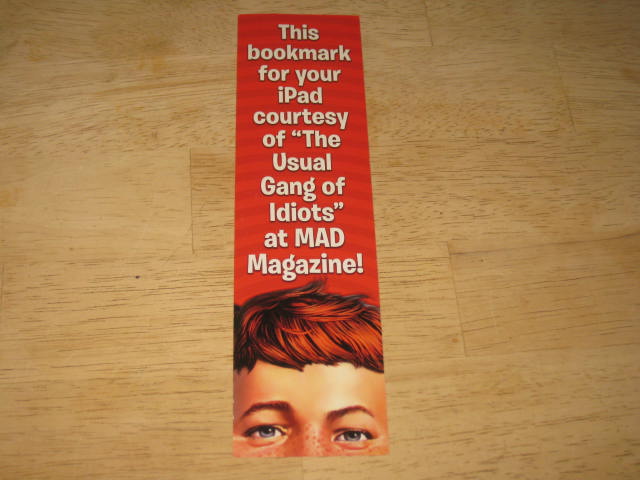 This
bookmark
for your
iPad
courtesy
of “The
Usual
Gang of
Idiots”
at MAD
Magazine!